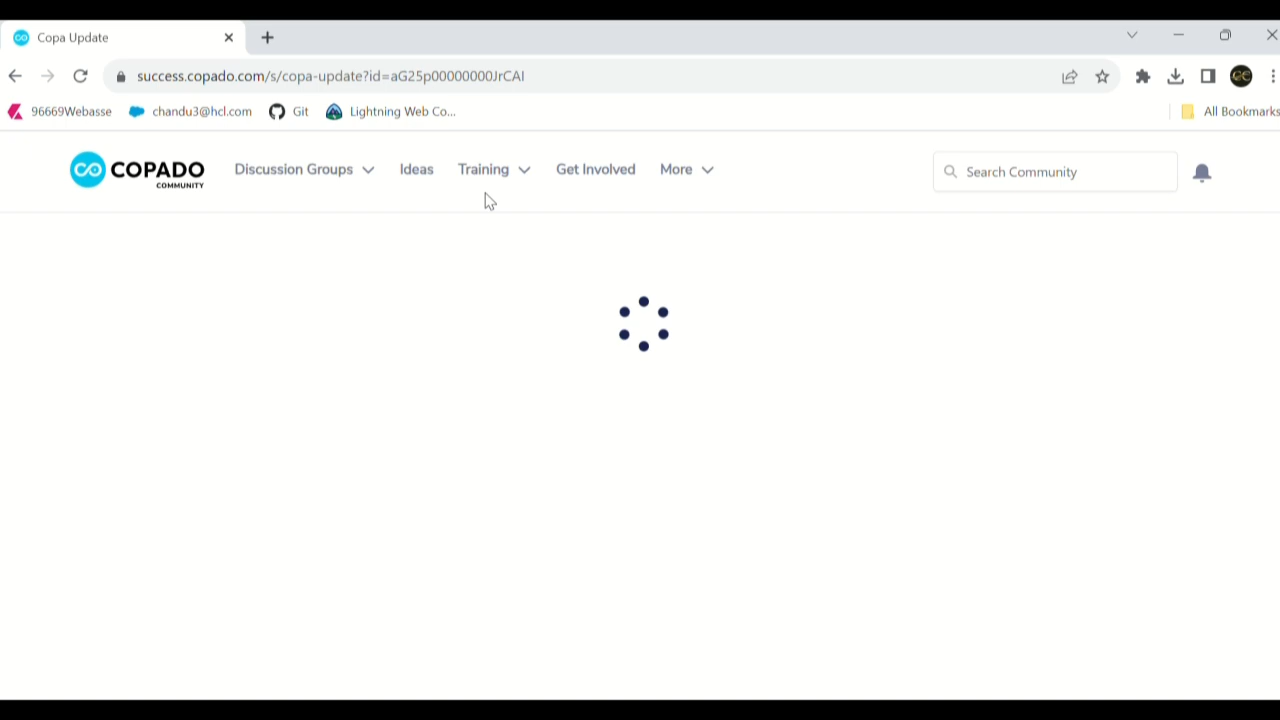 Copa Update
success.copado.com/s/copa-update?id=aG25p00000000JrCAI
96669Webasse chandu3@hcl.com Git Lightning Web Co... All Bookmarks
COPADO
COMMUNITY
Discussion Groups Ideas Training Get Involved More Search Community